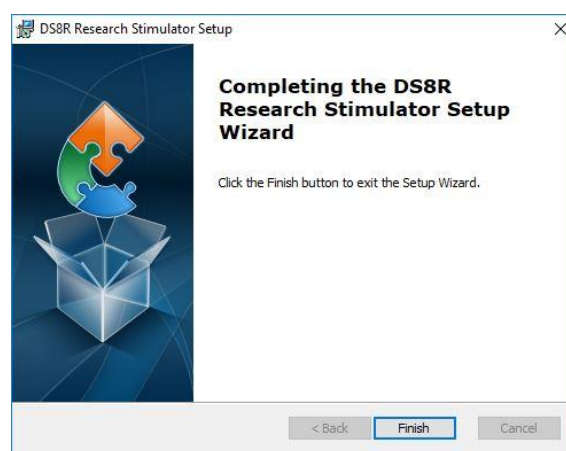 DS8R Research Stimulator Setup
Completing the DS8R
Research Stimulator Setup
Wizard
Click the Finish button to exit the Setup Wizard.
< Back Finish Cancel